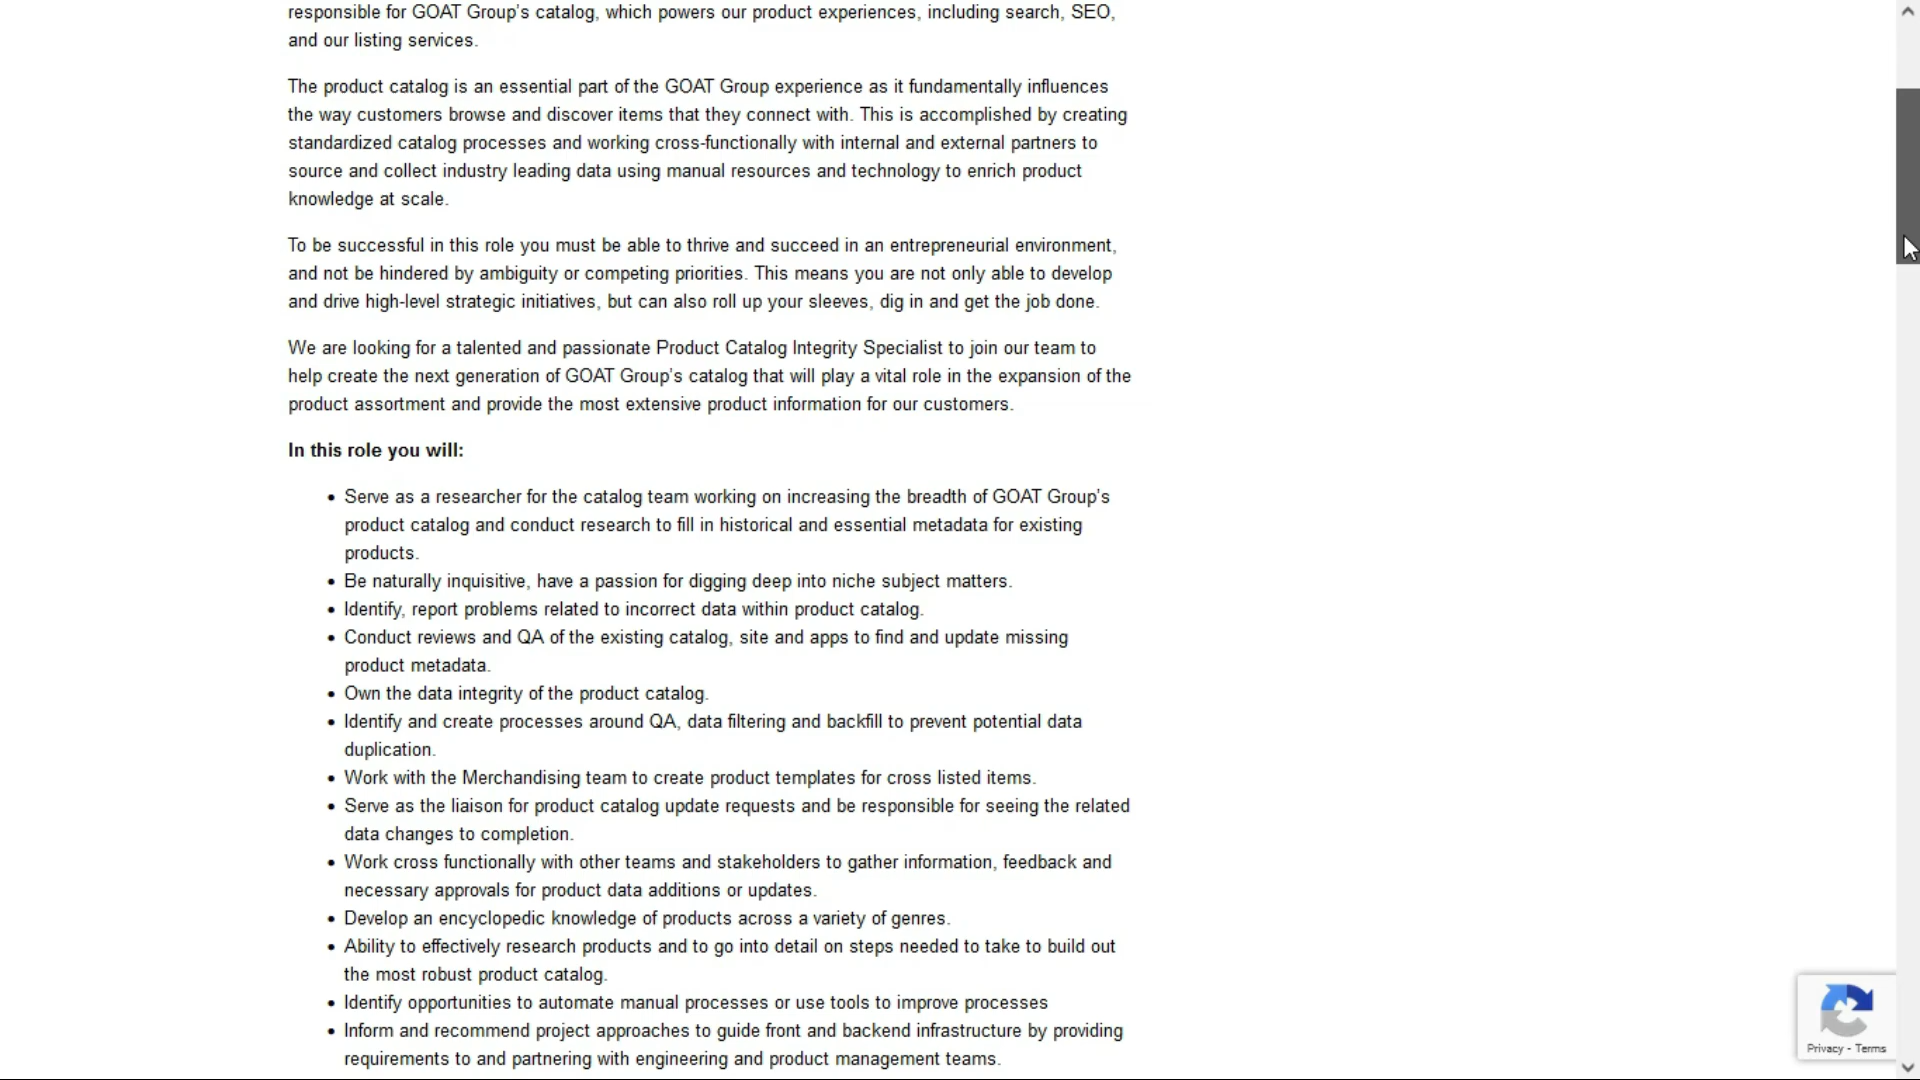 responsible for GOAT Group's catalog, which powers our product experiences, including search, SEO,
and our listing services.
The product catalog is an essential part of the GOAT Group experience as it fundamentally influences
the way customers browse and discover items that they connect with. This is accomplished by creating
standardized catalog processes and working cross-functionally with internal and external partners to
source and collect industry leading data using manual resources and technology to enrich product
knowledge at scale.
To be successful in this role you must be able to thrive and succeed in an entrepreneurial environment,
and not be hindered by ambiguity or competing priorities. This means you are not only able to develop
and drive high-level strategic initiatives, but can also roll up your sleeves, dig in and get the job done.
We are looking for a talented and passionate Product Catalog Integrity Specialist to join our team to
help create the next generation of GOAT Group's catalog that will play a vital role in the expansion of the
product assortment and provide the most extensive product information for our customers.
In this role you will:
• Serve as a researcher for the catalog team working on increasing the breadth of GOAT Group's
product catalog and conduct research to fill in historical and essential metadata for existing
products.
• Be naturally inquisitive, have a passion for digging deep into niche subject matters.
• Identify, report problems related to incorrect data within product catalog.
• Conduct reviews and QA of the existing catalog, site and apps to find and update missing
product metadata.
• Own the data integrity of the product catalog.
• Identify and create processes around QA, data filtering and backfill to prevent potential data
duplication.
• Work with the Merchandising team to create product templates for cross listed items.
• Serve as the liaison for product catalog update requests and be responsible for seeing the related
data changes to completion.
• Work cross functionally with other teams and stakeholders to gather information, feedback and
necessary approvals for product data additions or updates.
• Develop an encyclopedic knowledge of products across a variety of genres.
• Ability to effectively research products and to go into detail on steps needed to take to build out
the most robust product catalog.
• Identify opportunities to automate manual processes or use tools to improve processes
• Inform and recommend project approaches to guide front and backend infrastructure by providing
requirements to and partnering with engineering and product management teams.
Privacy - Terms